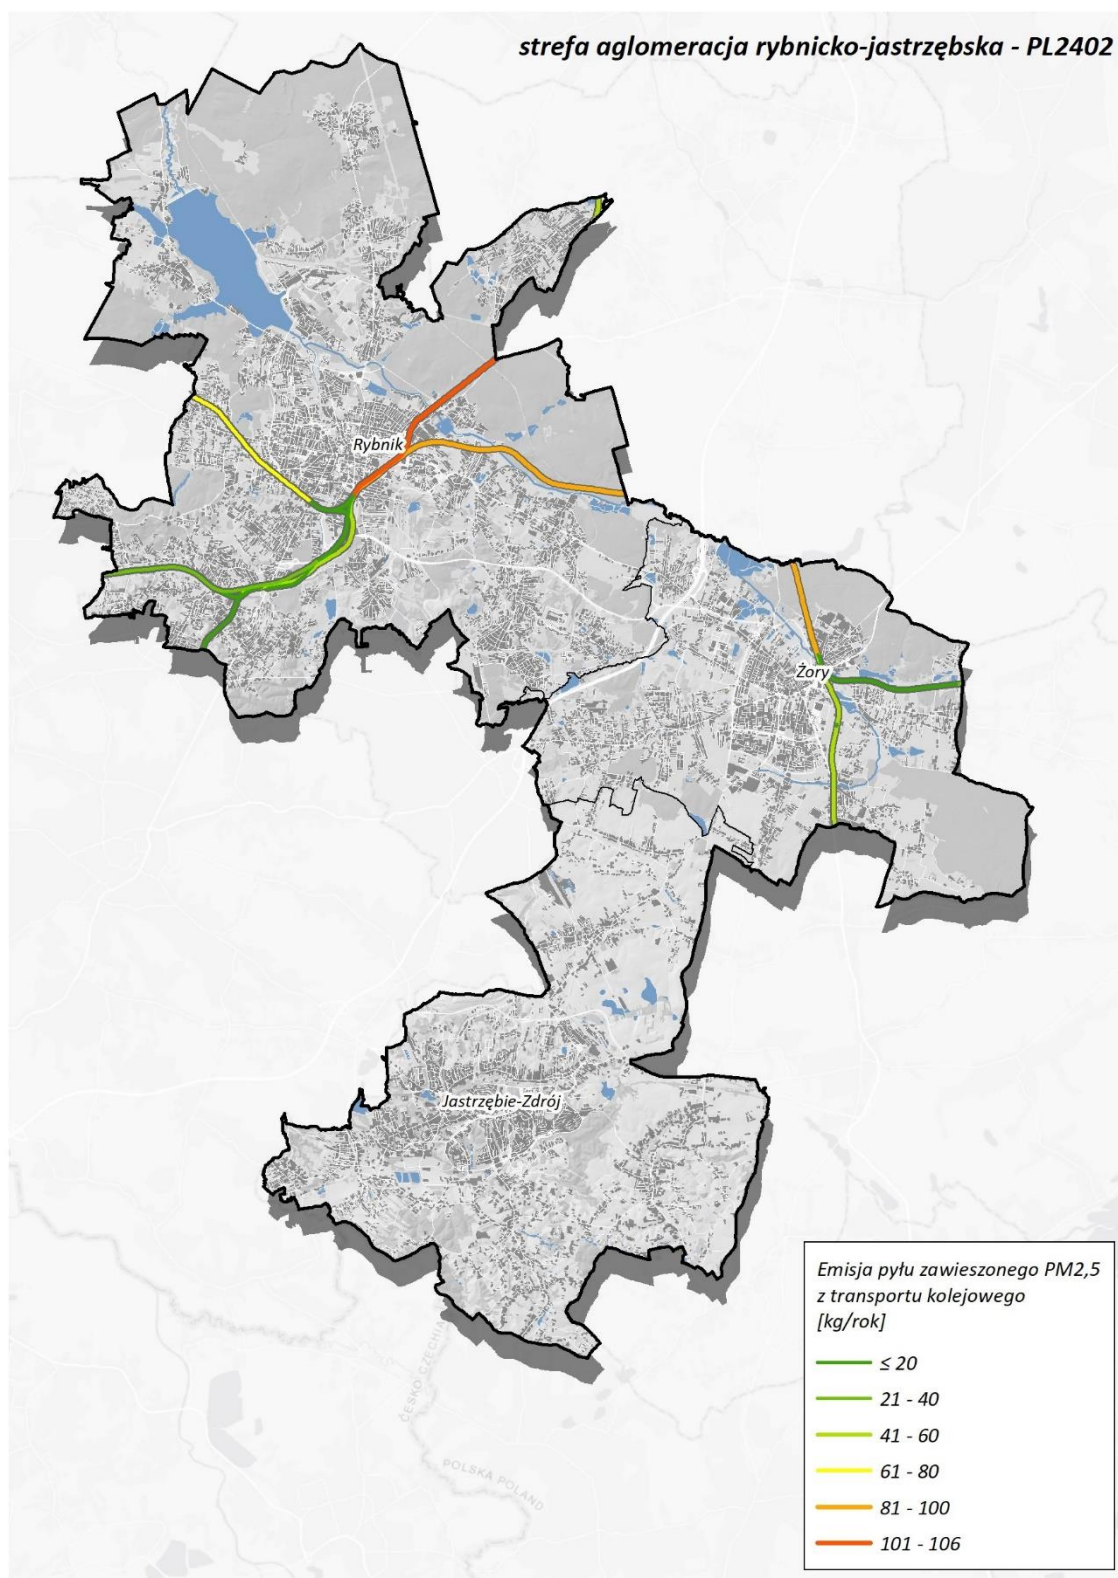 strefa aglomeracja rybnicko-jastrzębska - PL2402
Rybnik
Żory
Jastrzębie-Zdrój
ČESKO CZECHIA
POLSKA POLAND
Emisja pyłu zawieszonego PM2,5
z transportu kolejowego
[kg/rok]
≤ 20
21 - 40
41 - 60
61 - 80
81 - 100
101 - 106